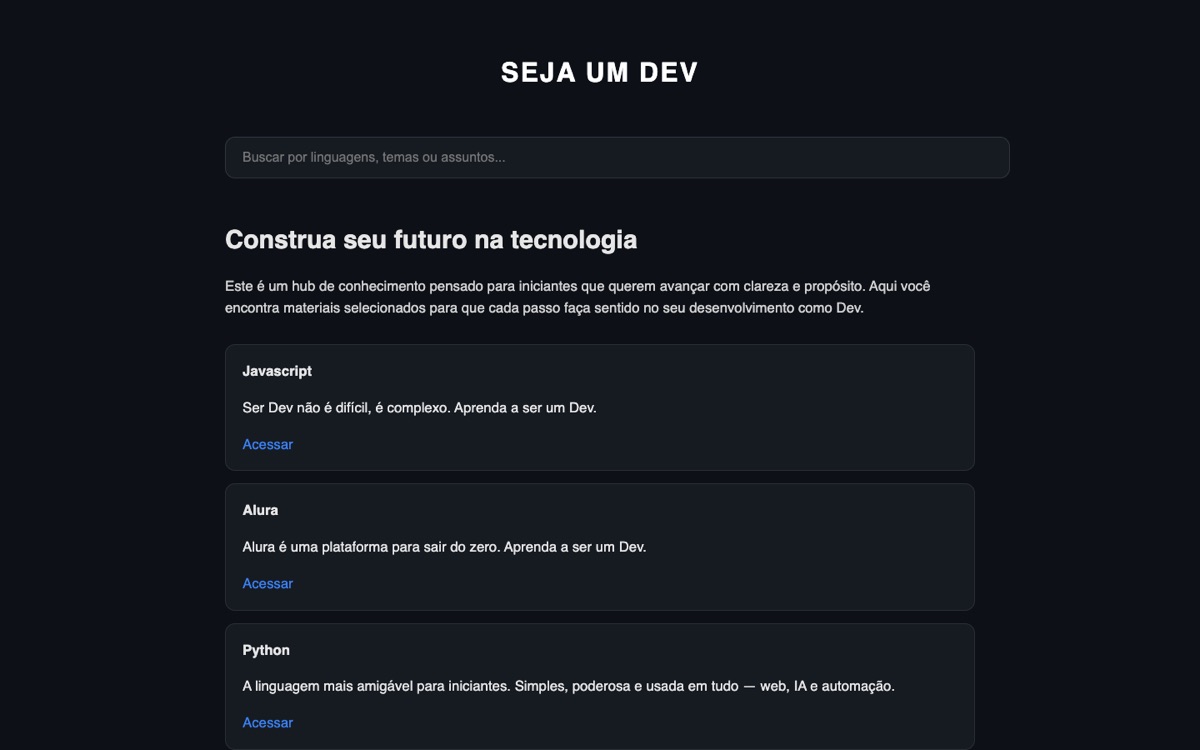 SEJA UM DEV
Buscar por linguagens, temas ou assuntos...
Construa seu futuro na tecnologia
Este é um hub de conhecimento pensado para iniciantes que querem avançar com clareza e propósito. Aqui você
encontra materiais selecionados para que cada passo faça sentido no seu desenvolvimento como Dev.
Javascript
Ser Dev não é difícil, é complexo. Aprenda a ser um Dev.
Acessar
Alura
Alura é uma plataforma para sair do zero. Aprenda a ser um Dev.
Acessar
Python
A linguagem mais amigável para iniciantes. Simples, poderosa e usada em tudo — web, IA e automação.
Acessar